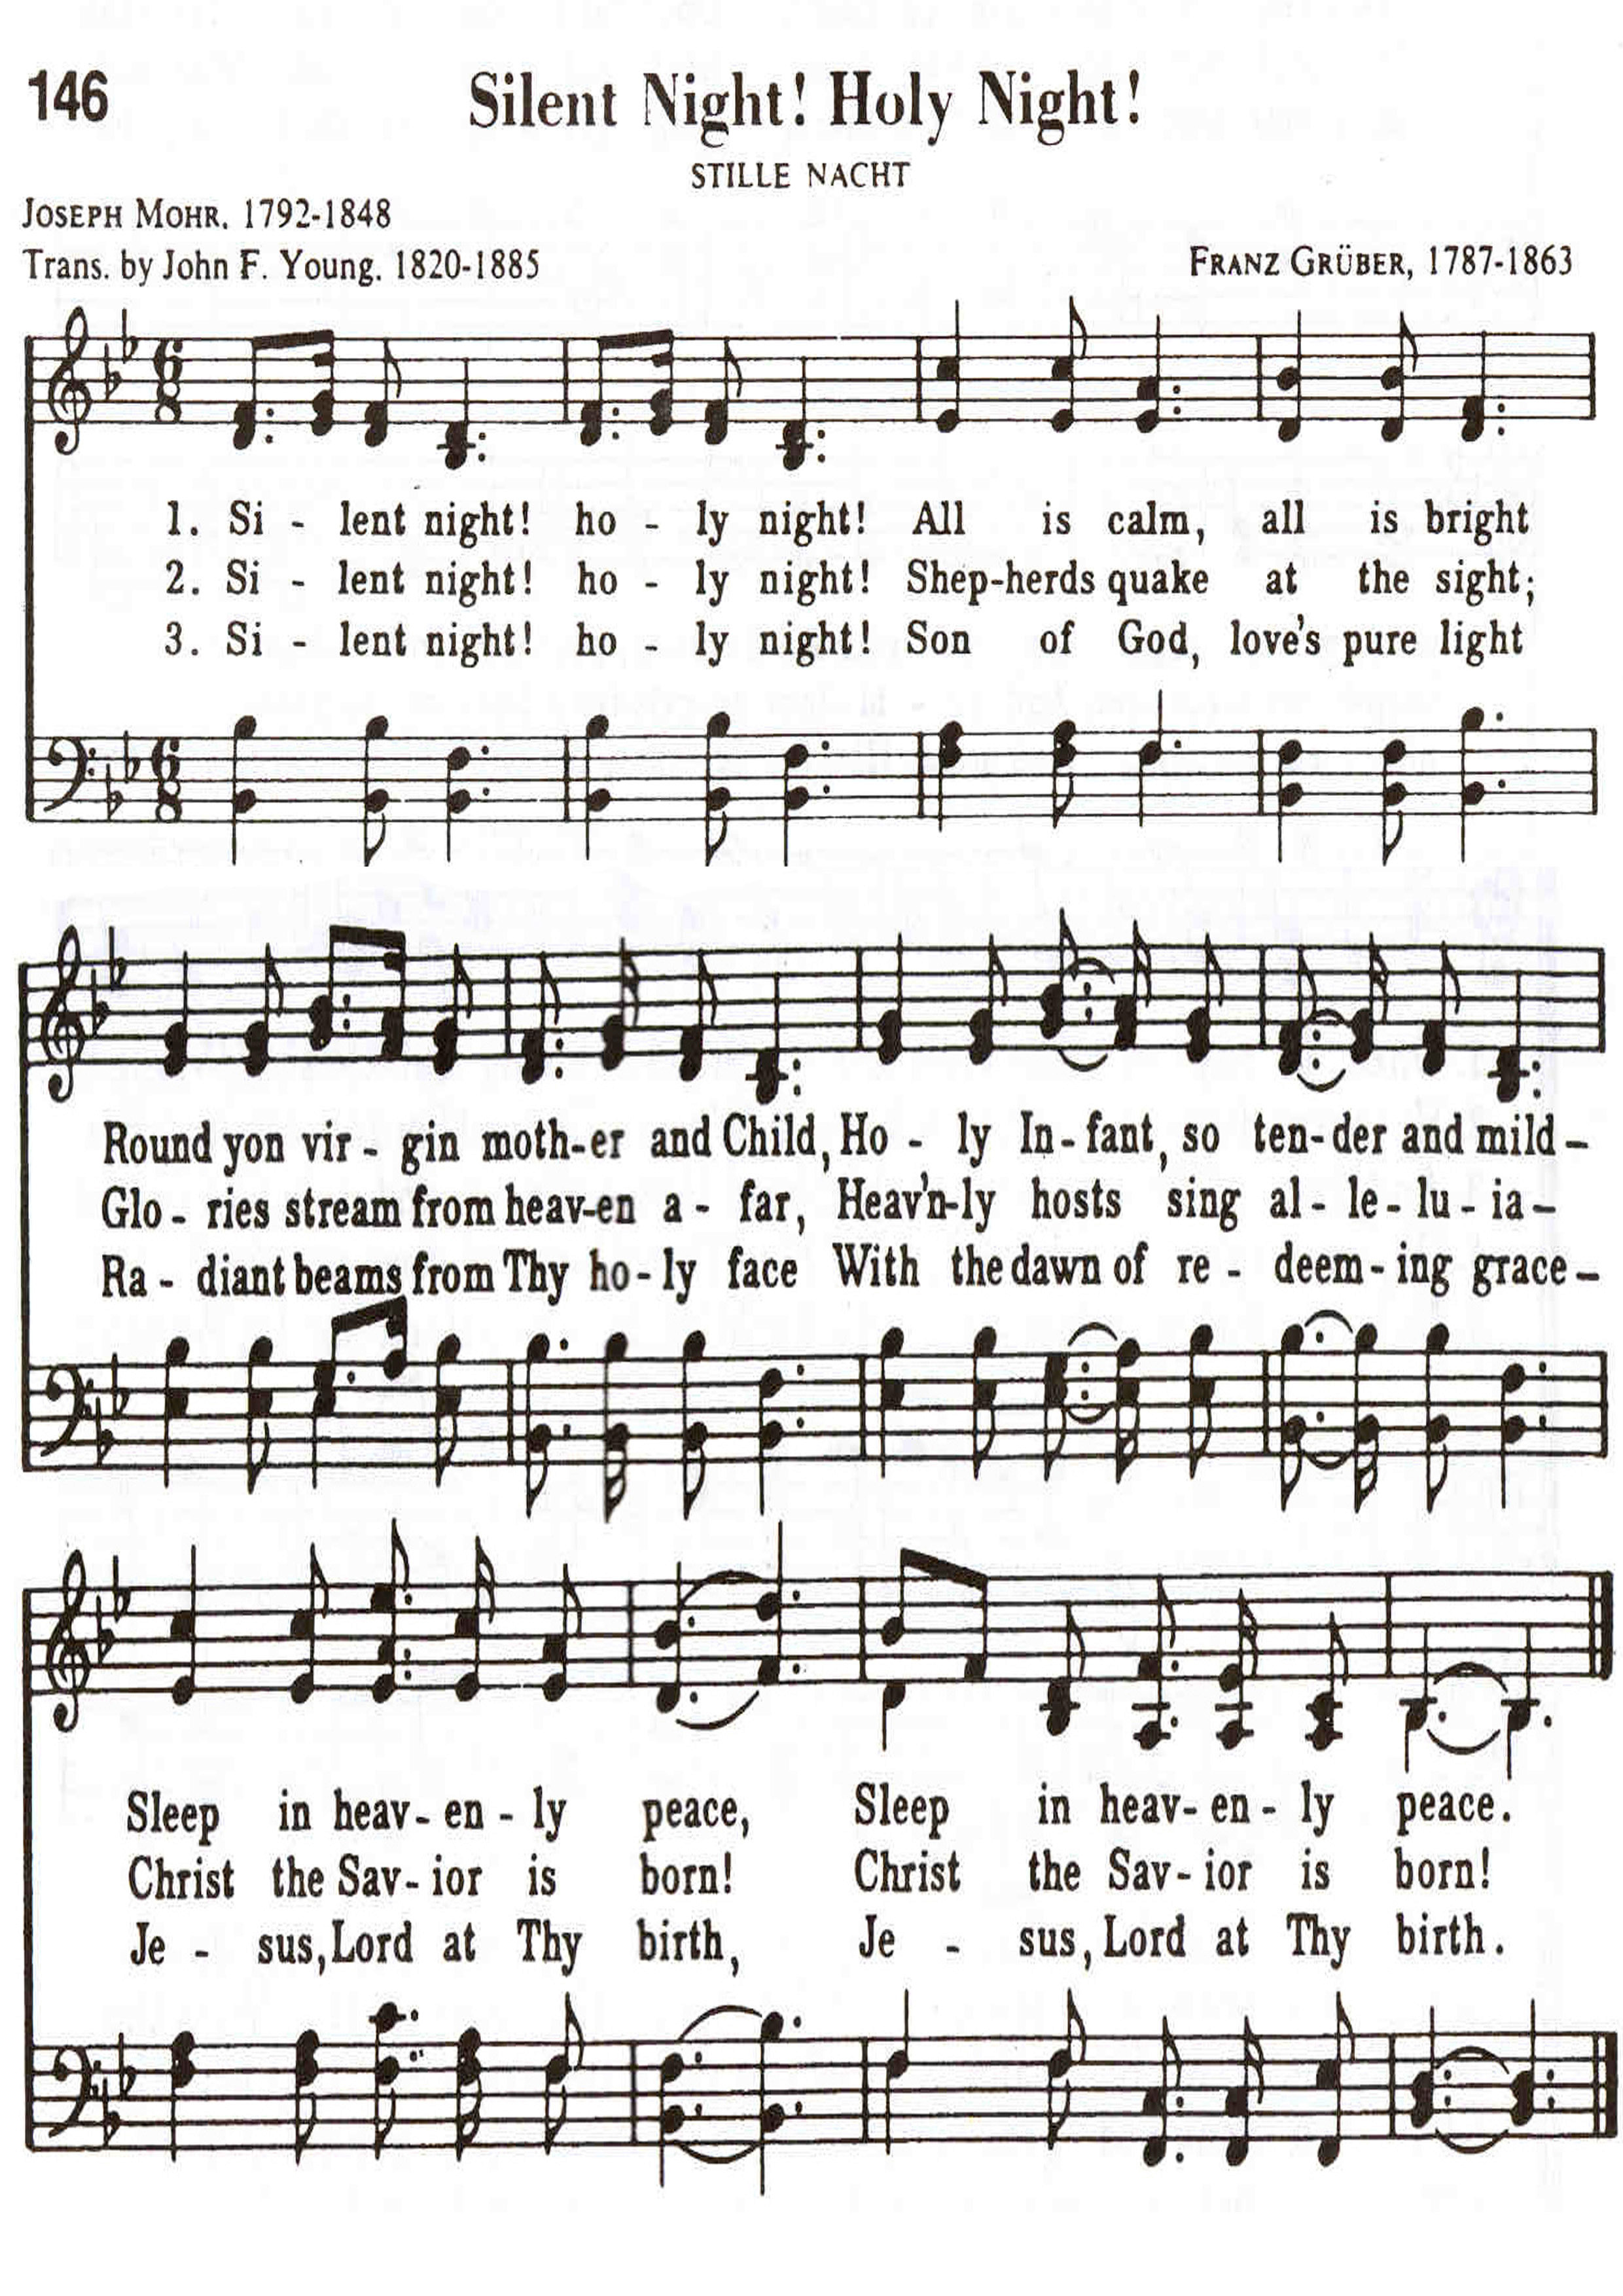 146
Silent Night! Holy Night!
STILLE NACHT
JOSEPH MOHR, 1792-1848
Trans. by John F. Young, 1820-1885
FRANZ GRÜBER, 1787-1863
6
8
1. Si - lent night! ho - ly night! All is calm, all is bright
2. Si - lent night! ho - ly night! Shep-herds quake at the sight;
3. Si - lent night! ho - ly night! Son of God, love's pure light
6
8
Round yon vir - gin moth-er and Child, Ho - ly In-fant, so ten-der and mild–
Glo - ries stream from heav-en a - far, Heav'n-ly hosts sing al - le - lu - ia–
Ra - diant beams from Thy ho-ly face With the dawn of re - deem-ing grace–
Sleep in heav-en - ly peace, Sleep in heav-en - ly peace.
Christ the Sav-ior is born! Christ the Sav-ior is born!
Je - sus, Lord at Thy birth, Je - sus, Lord at Thy birth.